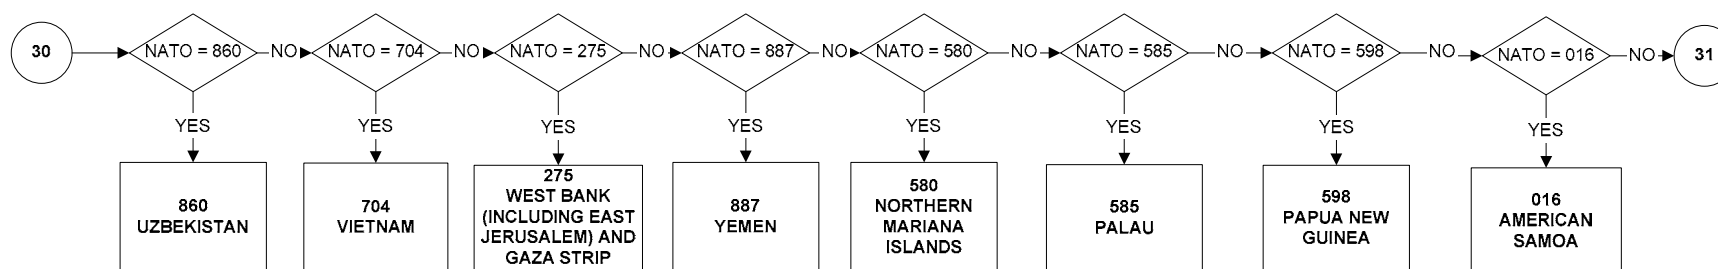 30
NATO = 860
NO
NATO = 704
NO
NATO = 275
NO
NATO = 887
NO
NATO = 580
NO
NATO = 585
NO
NATO = 598
NO
NATO = 016
NO
31
YES
YES
YES
YES
YES
YES
YES
YES
860
UZBEKISTAN
704
VIETNAM
275
WEST BANK
(INCLUDING EAST
JERUSALEM) AND
GAZA STRIP
887
YEMEN
580
NORTHERN
MARIANA
ISLANDS
585
PALAU
598
PAPUA NEW
GUINEA
016
AMERICAN
SAMOA